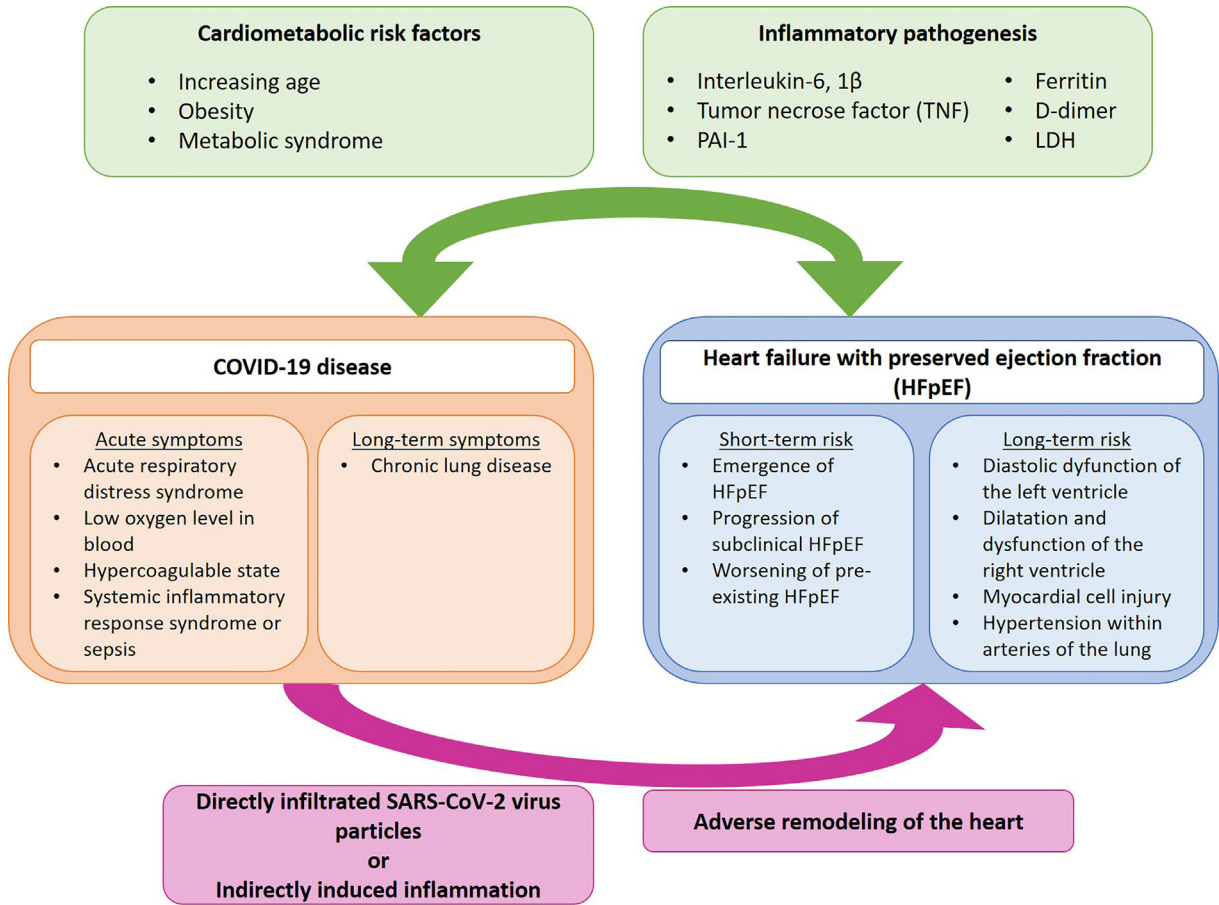 Cardiometabolic risk factors
• Increasing age
• Obesity
• Metabolic syndrome
Inflammatory pathogenesis
• Interleukin-6, 1β
• Tumor necrose factor (TNF)
• PAI-1
• Ferritin
• D-dimer
• LDH
COVID-19 disease
Acute symptoms
• Acute respiratory
distress syndrome
• Low oxygen level in
blood
• Hypercoagulable state
• Systemic inflammatory
response syndrome or
sepsis
Long-term symptoms
• Chronic lung disease
Heart failure with preserved ejection fraction
(HFpEF)
Short-term risk
• Emergence of
HFpEF
• Progression of
subclinical HFpEF
• Worsening of pre-
existing HFpEF
Long-term risk
• Diastolic dyfunction of
the left ventricle
• Dilatation and
dysfunction of the
right ventricle
• Myocardial cell injury
• Hypertension within
arteries of the lung
Directly infiltrated SARS-CoV-2 virus
particles
or
Indirectly induced inflammation
Adverse remodeling of the heart